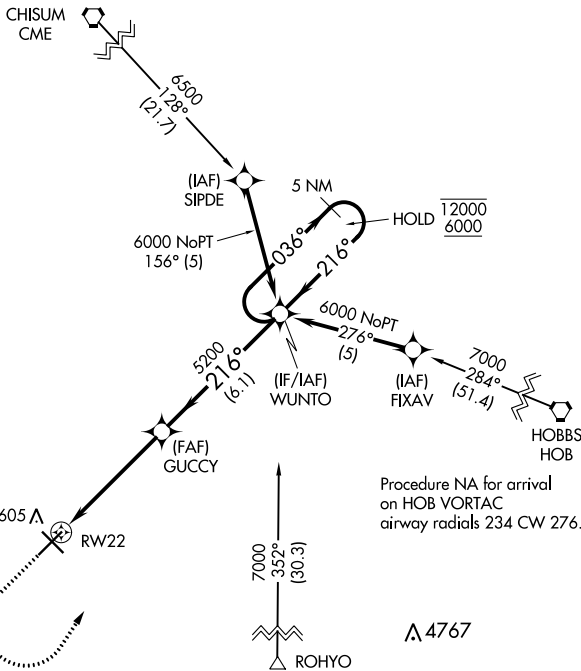 CHISUM
CME
6500
128°
(21.7)
(IAF)
SIPDE
5 NM
HOLD
12000
6000
6000 NoPT
156° (5)
036°
216°
6000 NoPT
276°
(5)
5200
216°
(6.1)
(IF/IAF)
WUNTO
(IAF)
FIXAV
7000
284°
(51.4)
HOBBS
HOB
(FAF)
GUCCY
Procedure NA for arrival
on HOB VORTAC
airway radials 234 CW 276.
605
RW22
7000
352°
(30.3)
4767
ROHYO